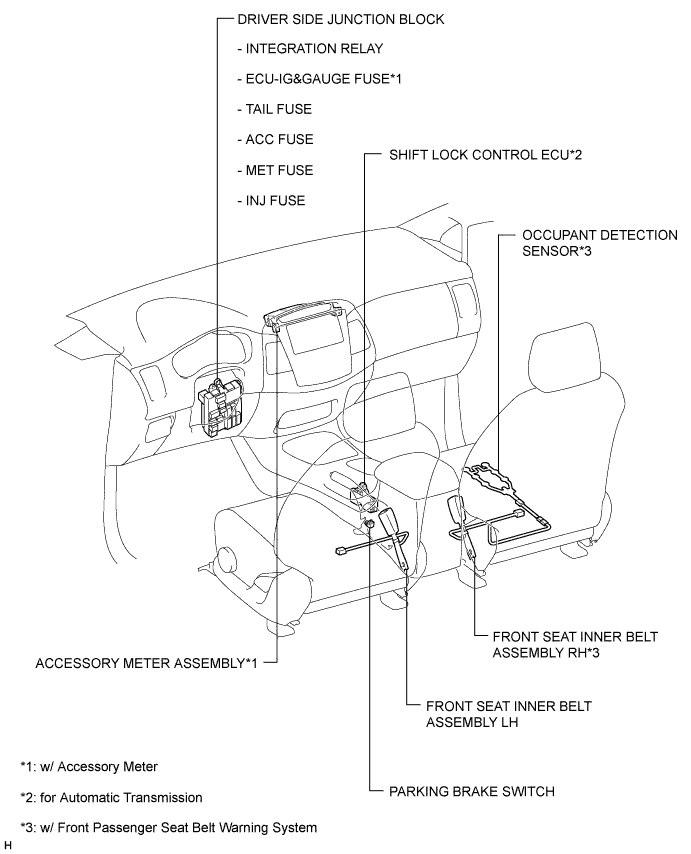 DRIVER SIDE JUNCTION BLOCK
- INTEGRATION RELAY
- ECU-IG&GAUGE FUSE*1
- TAIL FUSE
- ACC FUSE
- MET FUSE
- INJ FUSE
SHIFT LOCK CONTROL ECU*2
OCCUPANT DETECTION
SENSOR*3
FRONT SEAT INNER BELT
ASSEMBLY RH*3
ACCESSORY METER ASSEMBLY*1
FRONT SEAT INNER BELT
ASSEMBLY LH
PARKING BRAKE SWITCH
*1: w/ Accessory Meter
*2: for Automatic Transmission
*3: w/ Front Passenger Seat Belt Warning System
H